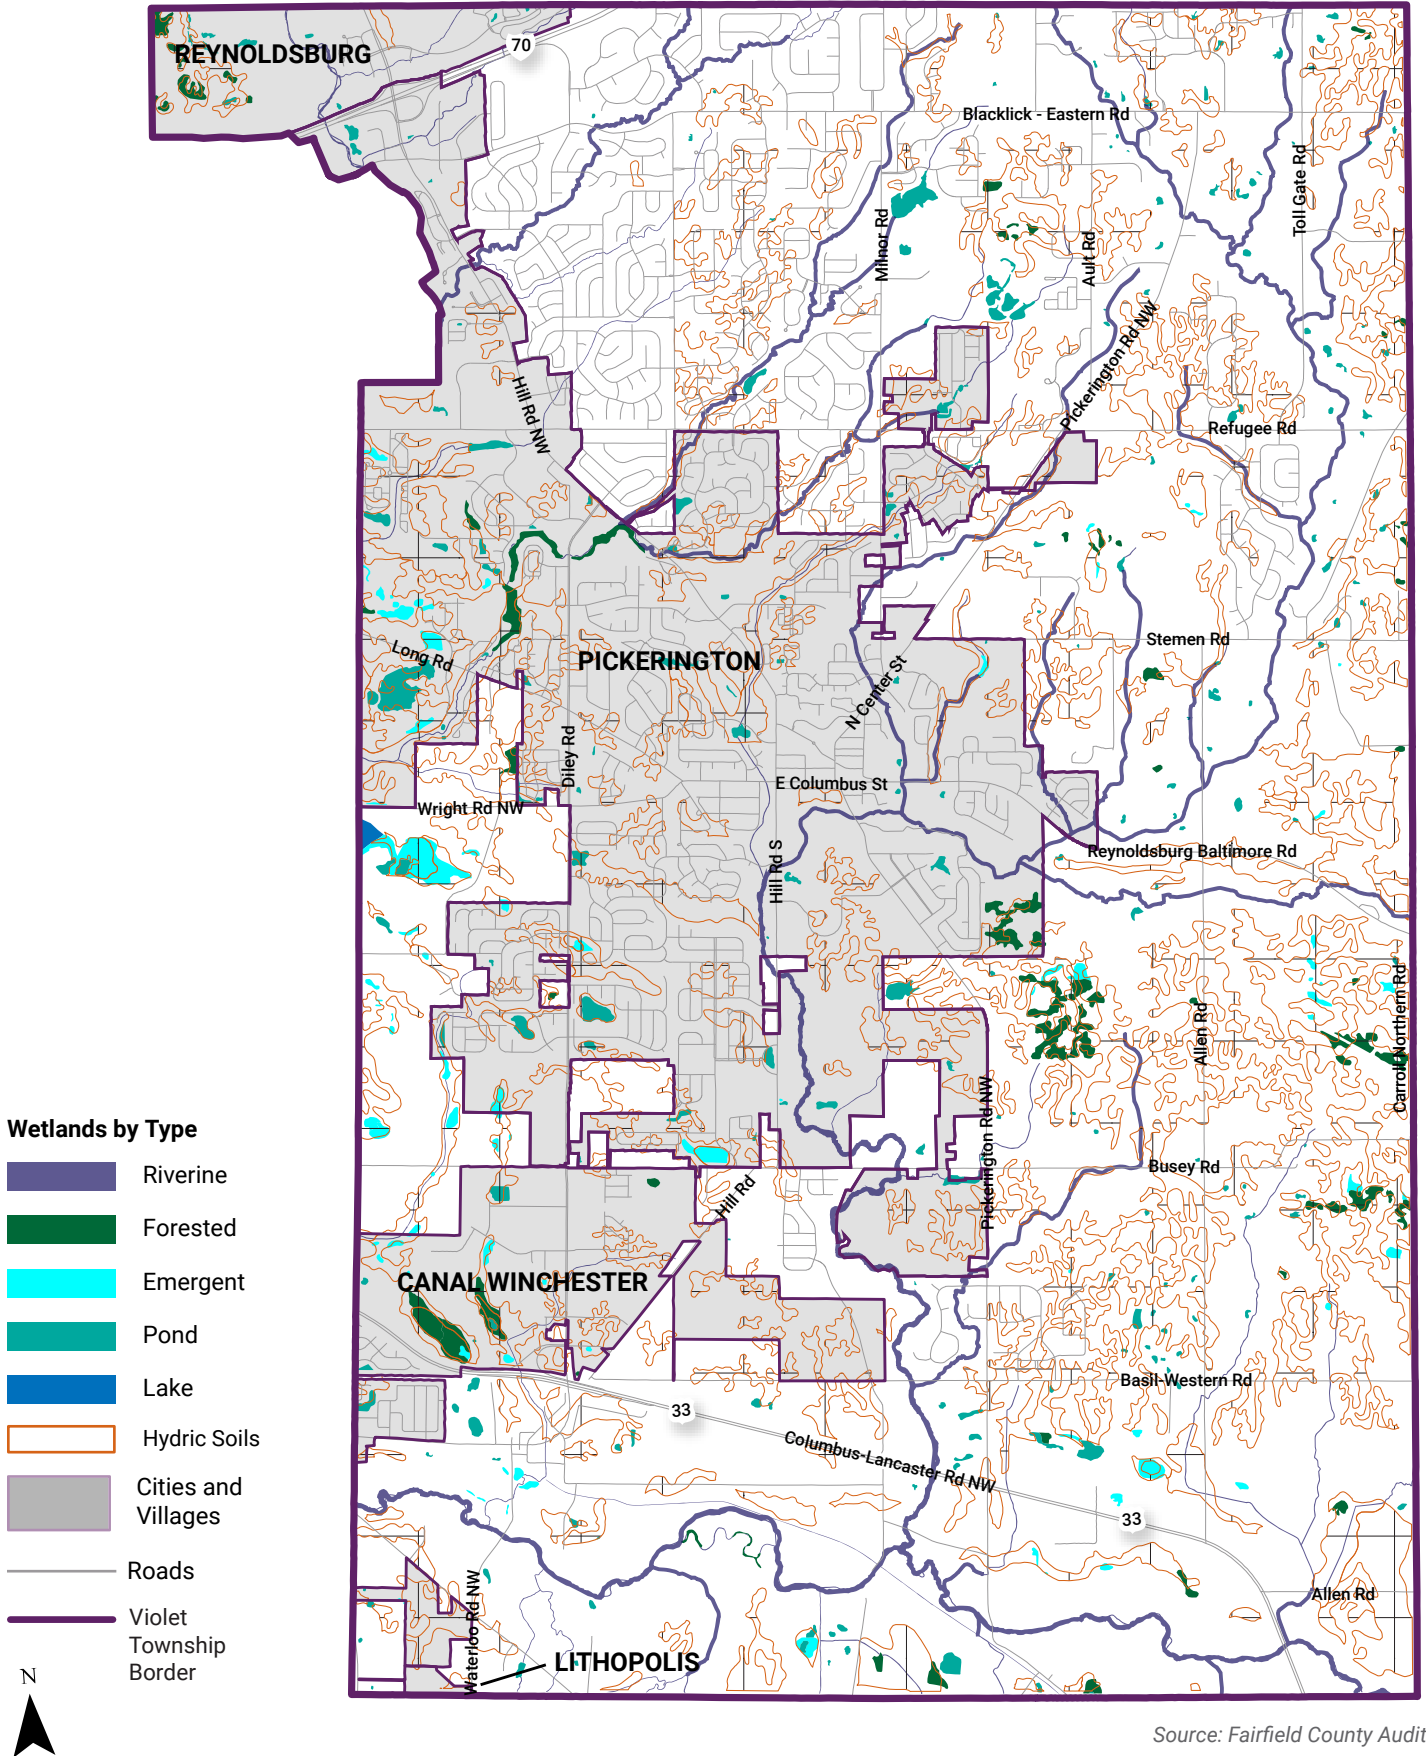 REYNOLDSBURG
70
Blacklick - Eastern Rd
Toll Gate Rd
Milnor Rd
Ault Rd
Pickerington Rd NW
Hill Rd NW
Refugee Rd
Long Rd
PICKERINGTON
Stemen Rd
N Center St
Diley Rd
E Columbus St
Wright Rd NW
Hill Rd S
Reynoldsburg Baltimore Rd
Allen Rd
Carroll Northern Rd
Pickerington Rd NW
Busey Rd
Hill Rd
CANAL WINCHESTER
Basil-Western Rd
33
Columbus-Lancaster Rd NW
33
Allen Rd
Waterloo Rd NW
LITHOPOLIS
Wetlands by Type
Riverine
Forested
Emergent
Pond
Lake
Hydric Soils
Cities and
Villages
Roads
Violet
Township
Border
N
Source: Fairfield County Audit